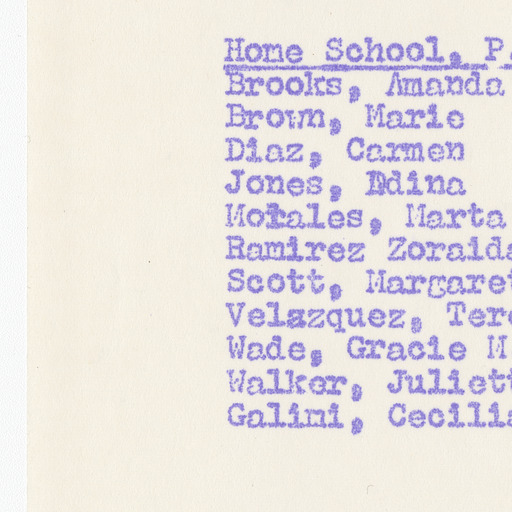 Home School, P.
Brooks, Amanda
Brown, Marie
Diaz, Carmen
Jones, Edina
Morales, Marta
Ramirez Zoraida
Scott, Margaret
Velazquez, Tere
Wade, Gracie M
Walker, Juliett
Galini, Cecilia